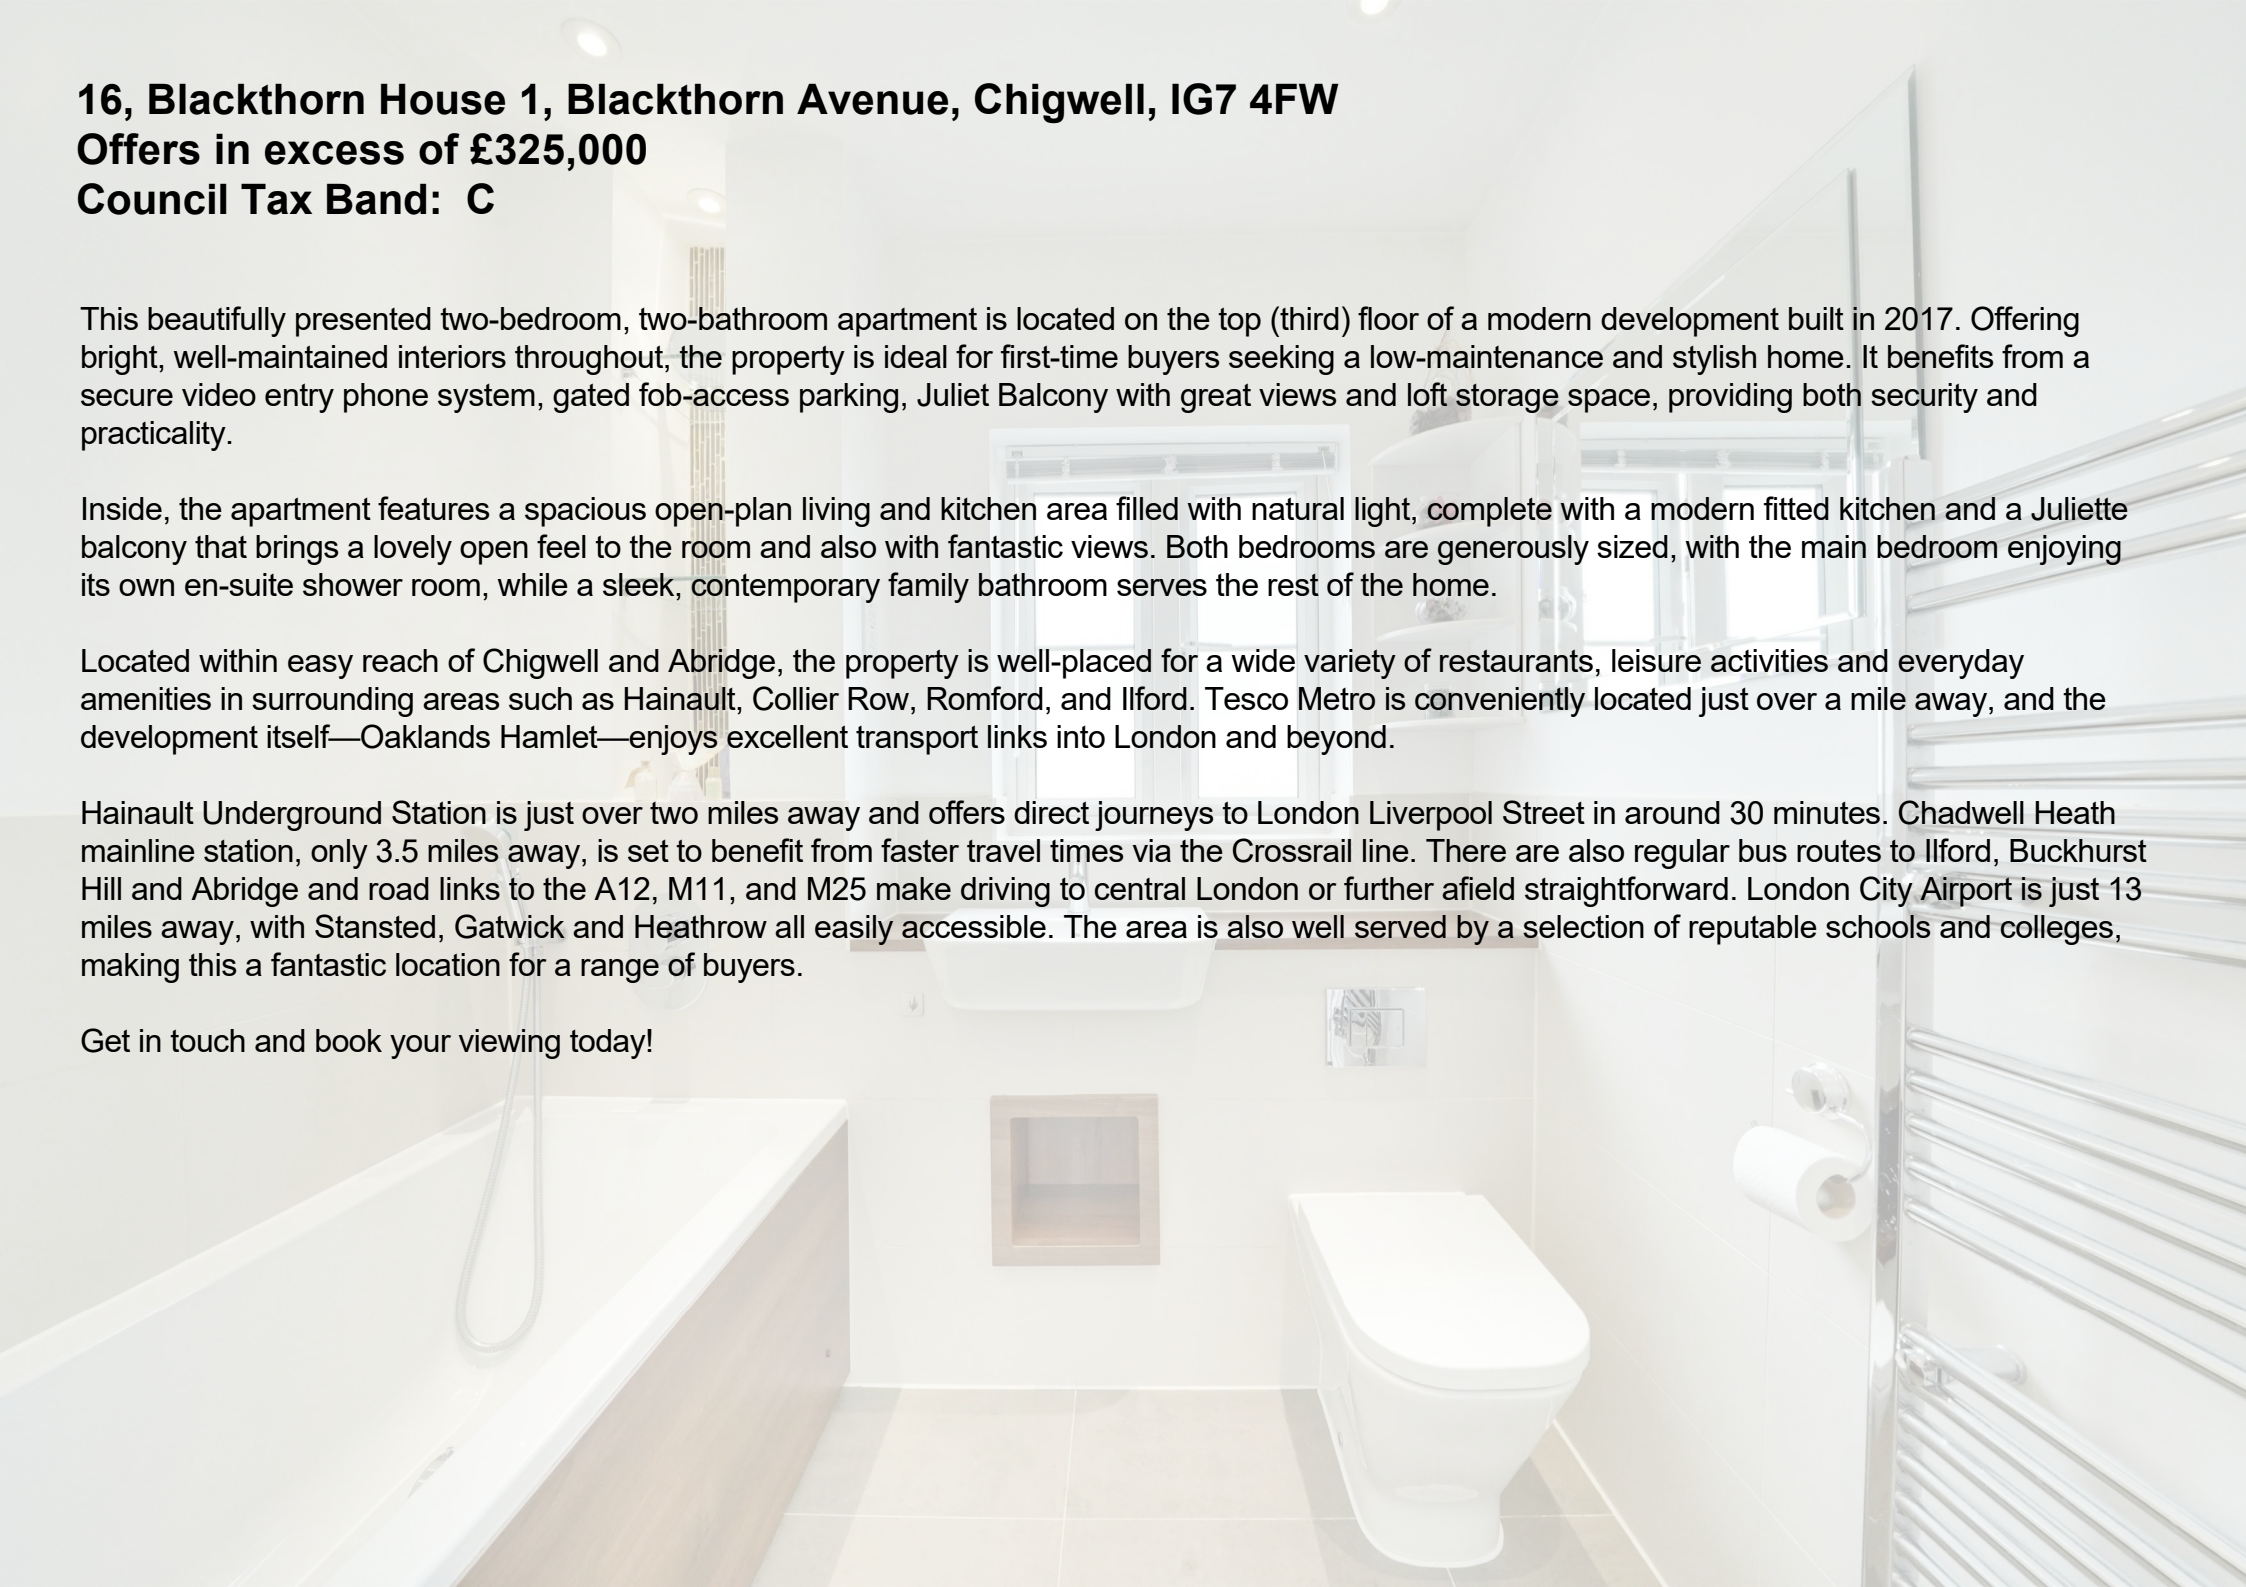 16, Blackthorn House 1, Blackthorn Avenue, Chigwell, IG7 4FW
Offers in excess of £325,000
Council Tax Band:  C
This beautifully presented two-bedroom, two-bathroom apartment is located on the top (third) floor of a modern development built in 2017. Offering
bright, well-maintained interiors throughout, the property is ideal for first-time buyers seeking a low-maintenance and stylish home. It benefits from a
secure video entry phone system, gated fob-access parking, Juliet Balcony with great views and loft storage space, providing both security and
practicality.
Inside, the apartment features a spacious open-plan living and kitchen area filled with natural light, complete with a modern fitted kitchen and a Juliette
balcony that brings a lovely open feel to the room and also with fantastic views. Both bedrooms are generously sized, with the main bedroom enjoying
its own en-suite shower room, while a sleek, contemporary family bathroom serves the rest of the home.
Located within easy reach of Chigwell and Abridge, the property is well-placed for a wide variety of restaurants, leisure activities and everyday
amenities in surrounding areas such as Hainault, Collier Row, Romford, and Ilford. Tesco Metro is conveniently located just over a mile away, and the
development itself—Oaklands Hamlet—enjoys excellent transport links into London and beyond.
Hainault Underground Station is just over two miles away and offers direct journeys to London Liverpool Street in around 30 minutes. Chadwell Heath
mainline station, only 3.5 miles away, is set to benefit from faster travel times via the Crossrail line. There are also regular bus routes to Ilford, Buckhurst
Hill and Abridge and road links to the A12, M11, and M25 make driving to central London or further afield straightforward. London City Airport is just 13
miles away, with Stansted, Gatwick and Heathrow all easily accessible. The area is also well served by a selection of reputable schools and colleges,
making this a fantastic location for a range of buyers.
Get in touch and book your viewing today!